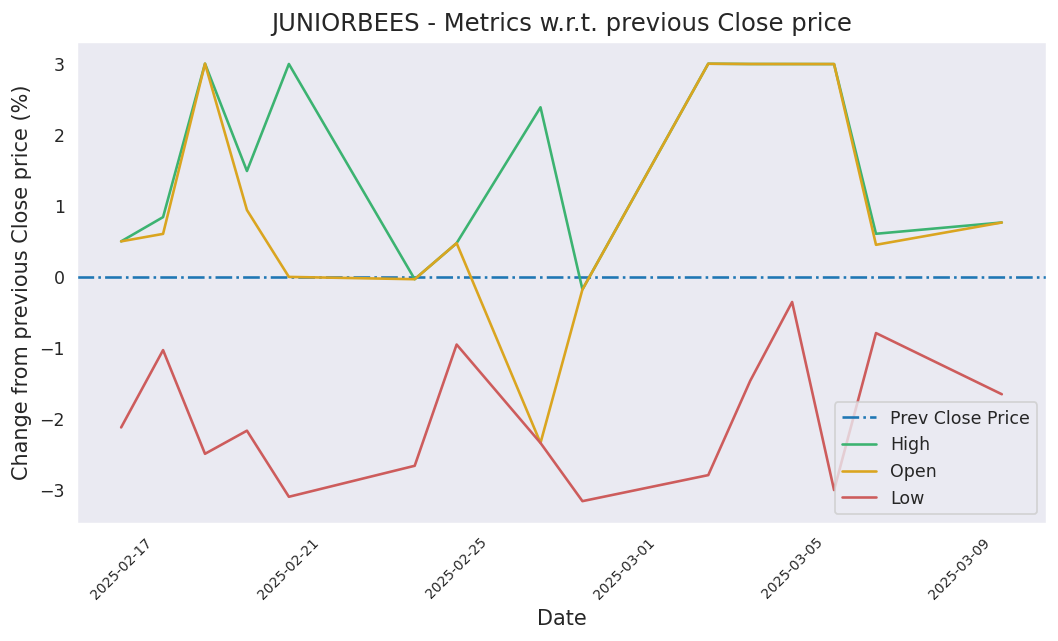 JUNIORBEES - Metrics w.r.t. previous Close price
Change from previous Close price (%)
3
2
1
0
−1
−2
−3
Prev Close Price
High
Open
Low
2025-02-17
2025-02-21
2025-02-25
2025-03-01
2025-03-05
2025-03-09
Date